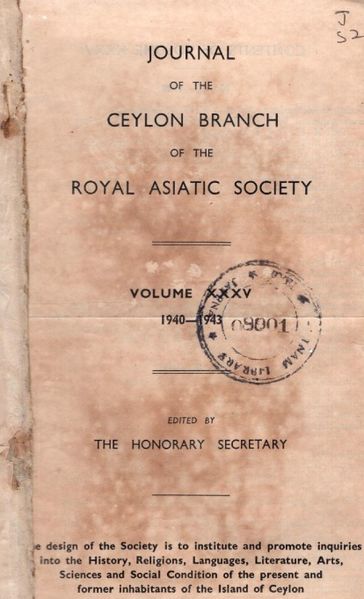 J
S2
JOURNAL
OF THE
CEYLON BRANCH
OF THE
ROYAL ASIATIC SOCIETY
VOLUME XXXV
1940—1943
JAFFNA
LIBRARY
EDITED BY
THE HONORARY SECRETARY
design of the Society is to institute and promote inquiries
into the History, Religions, Languages, Literature, Arts,
Sciences and Social Condition of the present and
former inhabitants of the Island of Ceylon